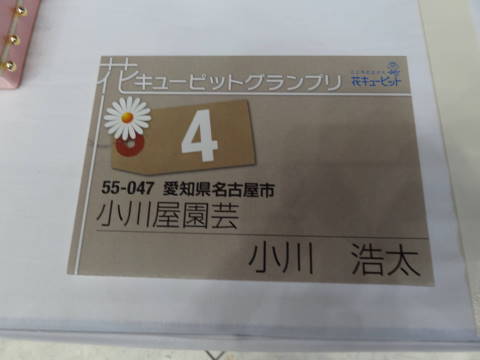 花キューピットグランプリ
花キューピット
4
55-047 愛知県名古屋市
小川屋園芸
小川 浩太